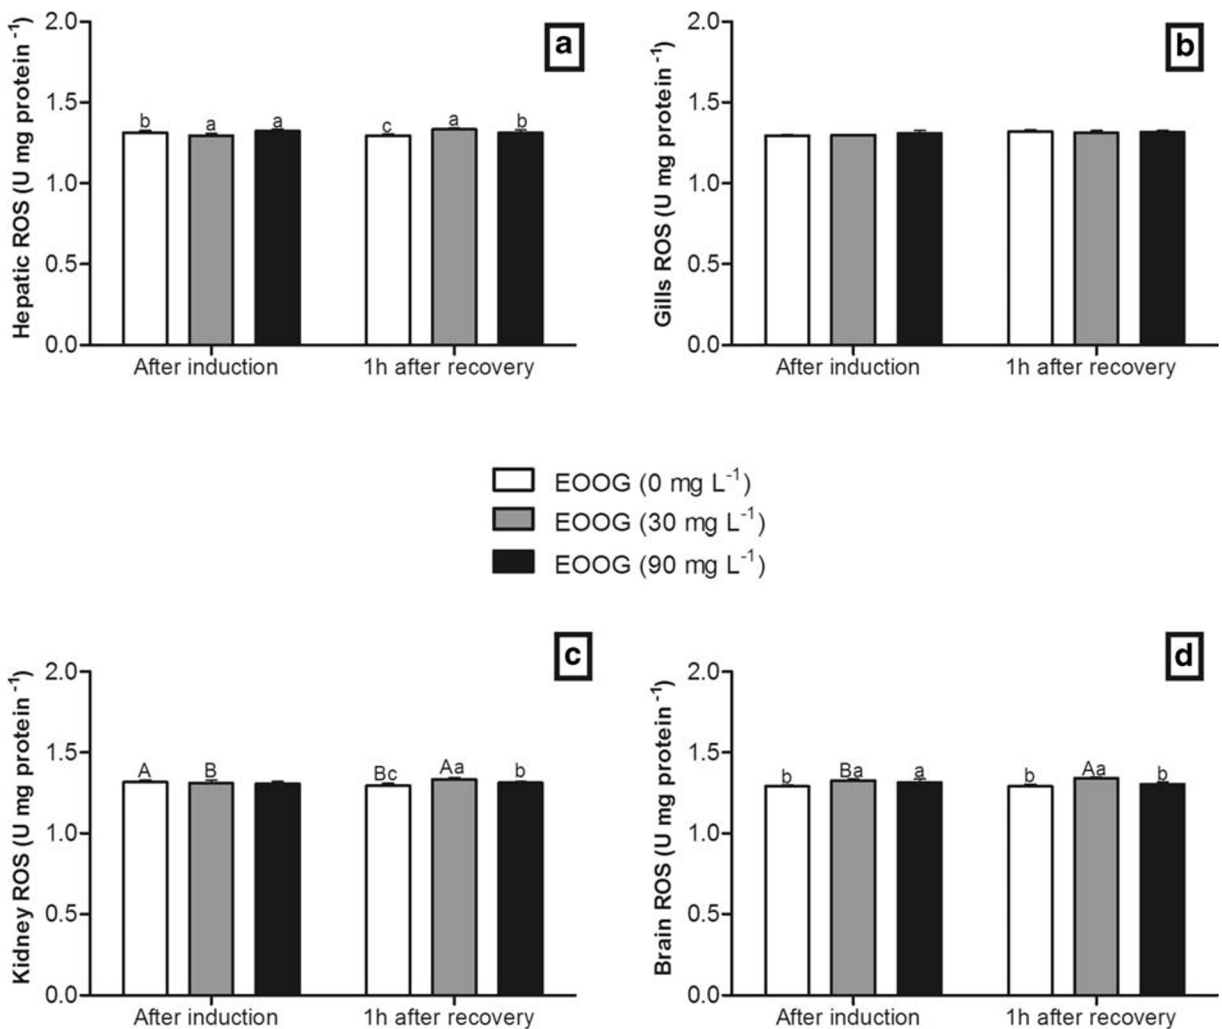 a
Hepatic ROS (U mg protein⁻¹)
2.0
1.5
1.0
0.5
0.0
b a a c a b
After induction 1h after recovery
b
Gills ROS (U mg protein⁻¹)
2.0
1.5
1.0
0.5
0.0
After induction 1h after recovery
EOOG (0 mg L⁻¹)
EOOG (30 mg L⁻¹)
EOOG (90 mg L⁻¹)
c
Kidney ROS (U mg protein⁻¹)
2.0
1.5
1.0
0.5
0.0
A B Bc Aa b
After induction 1h after recovery
d
Brain ROS (U mg protein⁻¹)
2.0
1.5
1.0
0.5
0.0
b Ba a b Aa b
After induction 1h after recovery